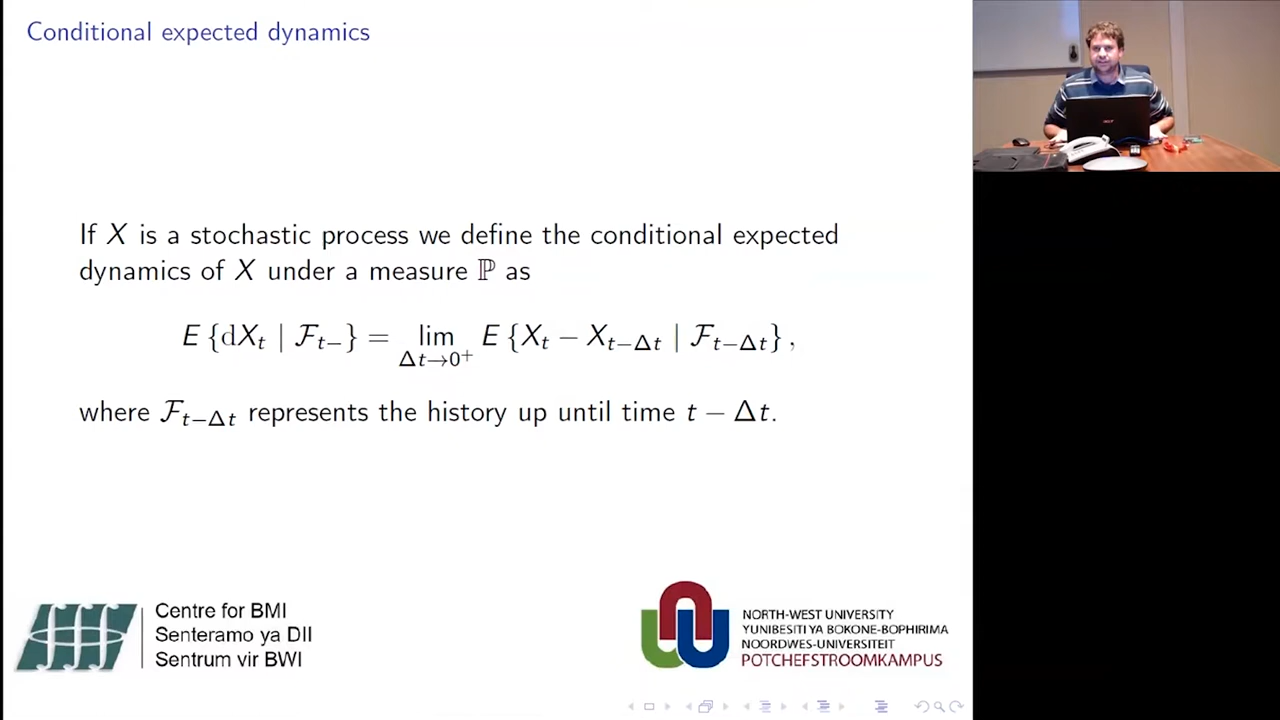 Conditional expected dynamics
If X is a stochastic process we define the conditional expected
dynamics of X under a measure ℙ as
E {dX_t | ℱ_{t−}} = lim_{Δt→0⁺} E {X_t − X_{t−Δt} | ℱ_{t−Δt}} ,
where ℱ_{t−Δt} represents the history up until time t − Δt.
Centre for BMI
Senteramo ya DII
Sentrum vir BWI
NORTH-WEST UNIVERSITY
YUNIBESITI YA BOKONE-BOPHIRIMA
NOORDWES-UNIVERSITEIT
POTCHEFSTROOMKAMPUS